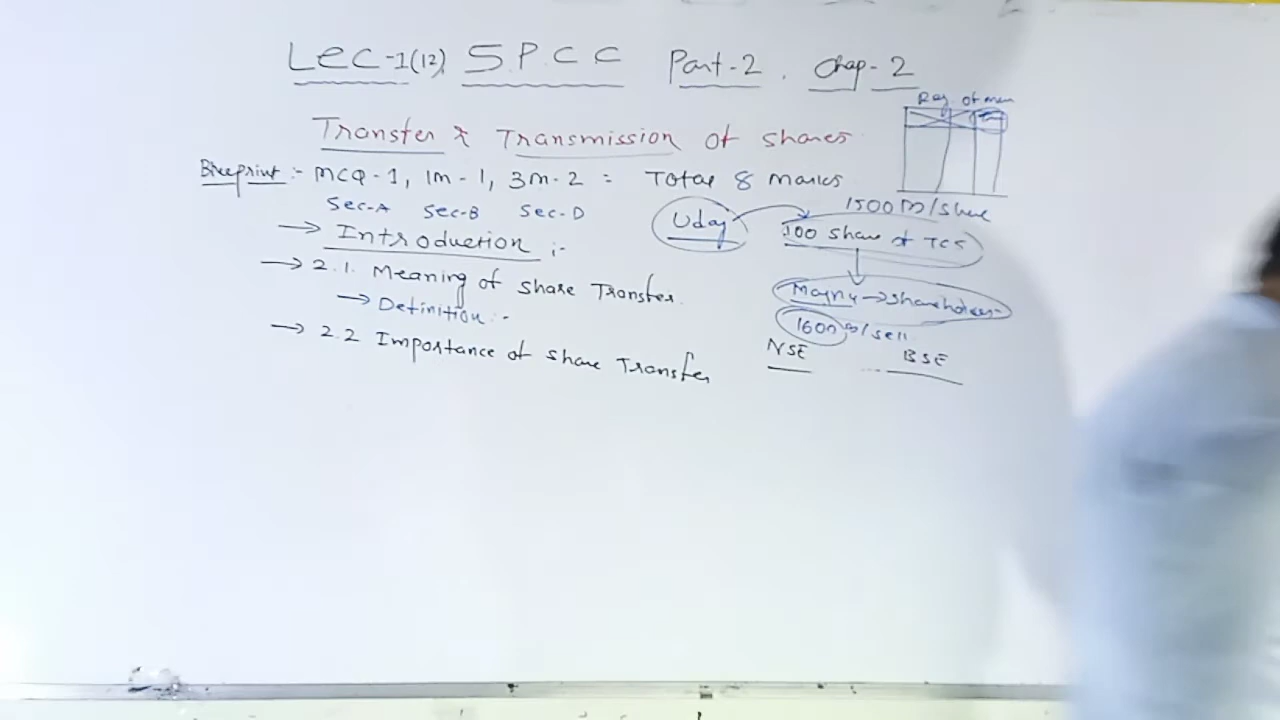 Lec-1(12) S.P.C.C Part-2. Chap-2
Reg. of mem
Transfer & Transmission of shares
Blueprint :- MCQ-1, 1M-1, 3M-2 = Total 8 marks
Sec-A Sec-B Sec-D
1500 Rs/share
Uday
100 share of TCS
→ Introduction :-
→ 2.1. Meaning of share Transfer.
→ shareholder
→ Definition :-
1600 Rs/sell
→ 2.2 Importance of share Transfer
NSE BSE